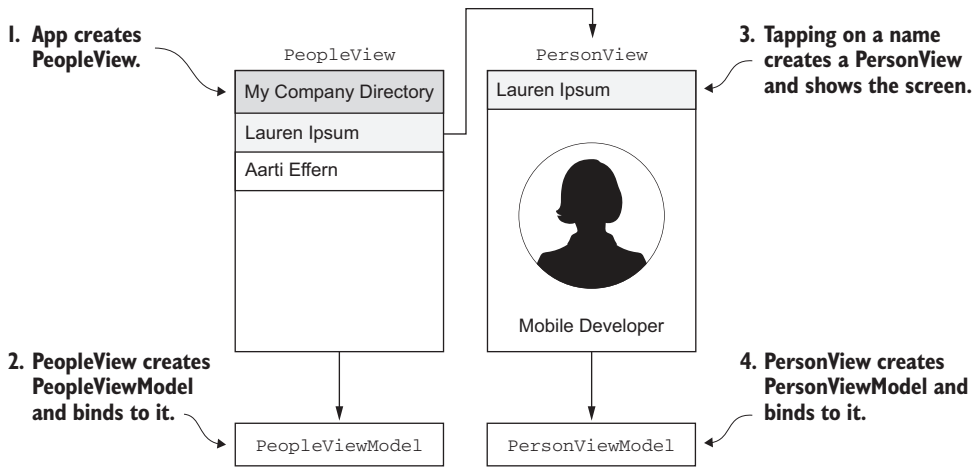 1. App creates
PeopleView.
PeopleView
My Company Directory
Lauren Ipsum
Aarti Effern
PersonView
Lauren Ipsum
Mobile Developer
3. Tapping on a name
creates a PersonView
and shows the screen.
2. PeopleView creates
PeopleViewModel
and binds to it.
PeopleViewModel
PersonViewModel
4. PersonView creates
PersonViewModel and
binds to it.